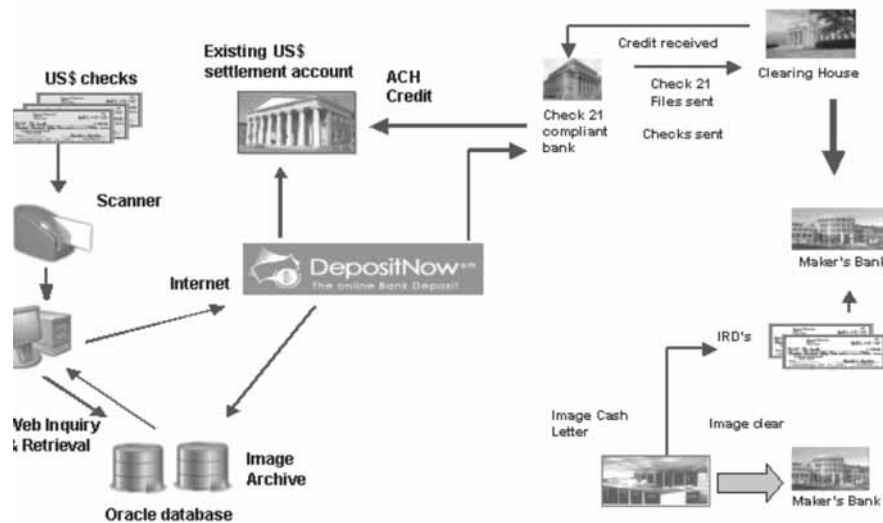 Existing US$
settlement account
US$ checks
ACH
Credit
Credit received
Clearing House
Check 21
Files sent
Check 21
compliant
bank
Checks sent
Scanner
Maker's Bank
Internet
DepositNow
The online Bank Deposit
IRD's
Web Inquiry
& Retrieval
Image
Archive
Oracle database
Image Cash
Letter
Image clear
Maker's Bank